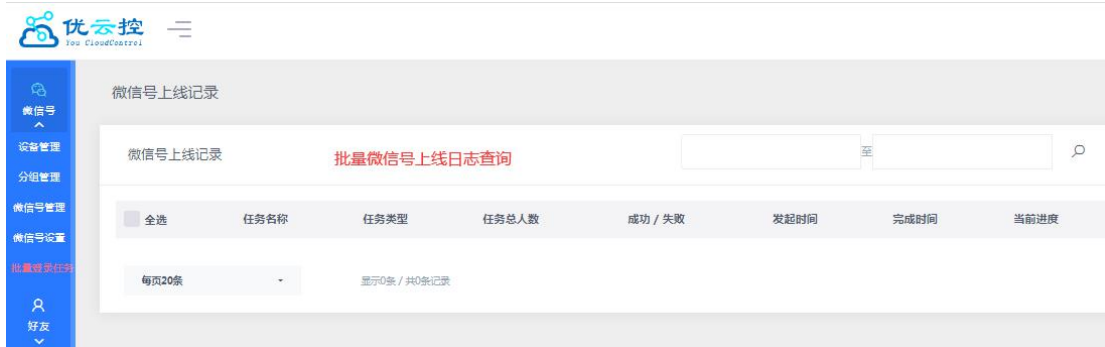 优云控
You CloudControl
微信号
设备管理
分组管理
微信号管理
微信号设置
批量登录任务
好友
微信号上线记录
微信号上线记录
批量微信号上线日志查询
至
全选 任务名称 任务类型 任务总人数 成功 / 失败 发起时间 完成时间 当前进度
每页20条
显示0条 / 共0条记录